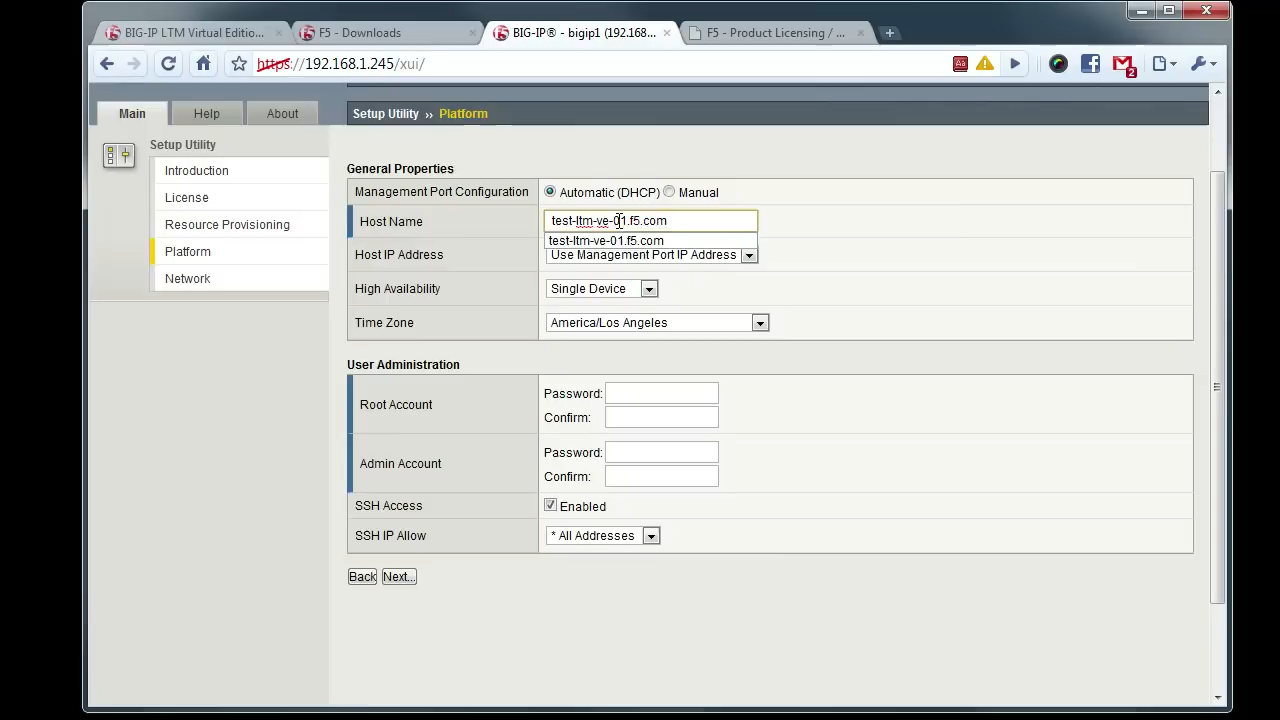 BIG-IP LTM Virtual Editio...
F5 - Downloads
BIG-IP® - bigip1 (192.168...
F5 - Product Licensing / ...
https://192.168.1.245/xui/
2
Main
Help
About
Setup Utility » Platform
Setup Utility
Introduction
License
Resource Provisioning
Platform
Network
General Properties
Management Port Configuration
Automatic (DHCP) Manual
Host Name
test-ltm-ve-01.f5.com
test-ltm-ve-01.f5.com
Host IP Address
Use Management Port IP Address
High Availability
Single Device
Time Zone
America/Los Angeles
User Administration
Root Account
Password:
Confirm:
Admin Account
Password:
Confirm:
SSH Access
Enabled
SSH IP Allow
* All Addresses
Back
Next...